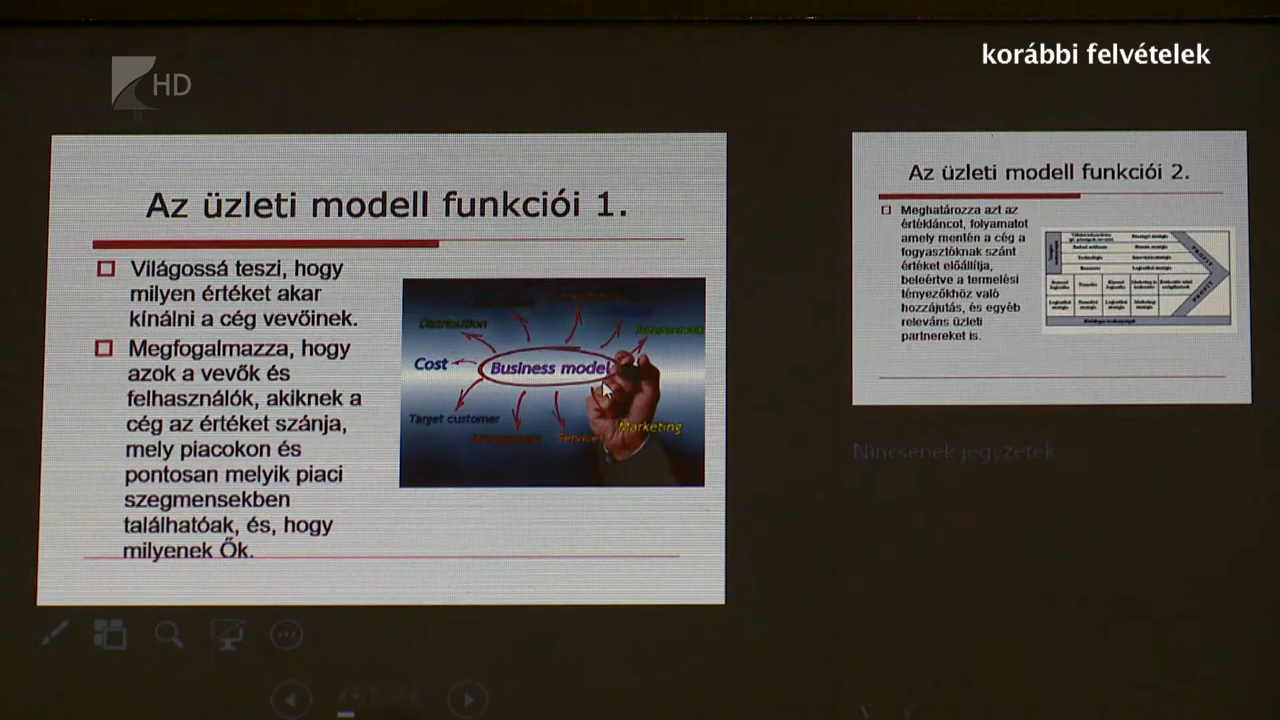 korábbi felvételek
HD
Az üzleti modell funkciói 1.
Világossá teszi, hogy
milyen értéket akar
kínálni a cég vevőinek.
Megfogalmazza, hogy
azok a vevők és
felhasználók, akiknek a
cég az értéket szánja,
mely piacokon és
pontosan melyik piaci
szegmensekben
találhatóak, és, hogy
milyenek Ők.
Distribution
Cost
Business model
Target customer
Services
Marketing
Az üzleti modell funkciói 2.
Meghatározza azt az
értékláncot, folyamatot
amely mentén a cég a
fogyasztóknak szánt
értéket előállítja,
beleértve a termelési
tényezőkhöz való
hozzájutás, és egyéb
releváns üzleti
partnereket is.
PROFIT
PROFIT
Nincsenek jegyzetek